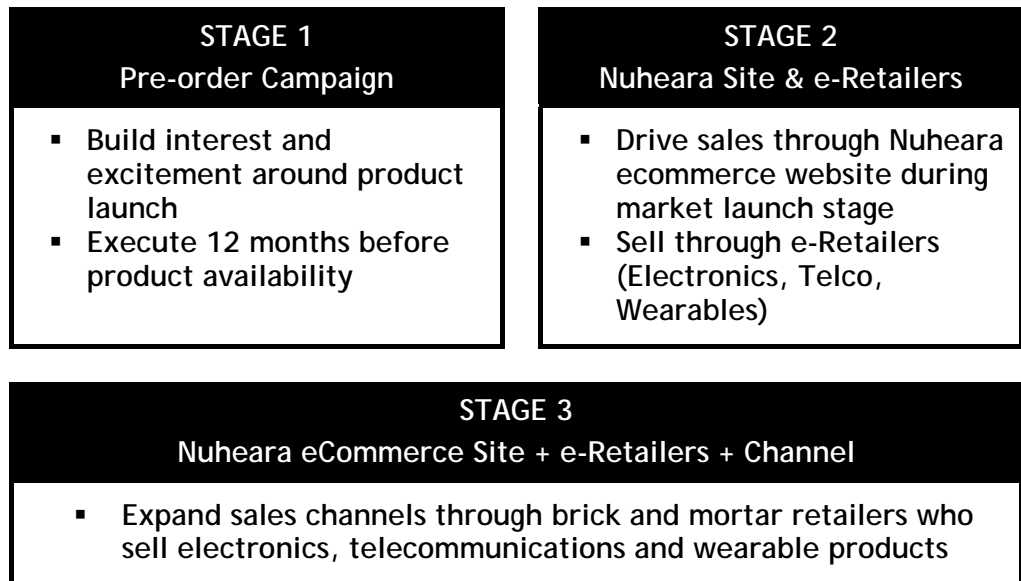 STAGE 1
Pre-order Campaign
▪ Build interest and
excitement around product
launch
▪ Execute 12 months before
product availability
STAGE 2
Nuheara Site & e-Retailers
▪ Drive sales through Nuheara
ecommerce website during
market launch stage
▪ Sell through e-Retailers
(Electronics, Telco,
Wearables)
STAGE 3
Nuheara eCommerce Site + e-Retailers + Channel
▪ Expand sales channels through brick and mortar retailers who
sell electronics, telecommunications and wearable products